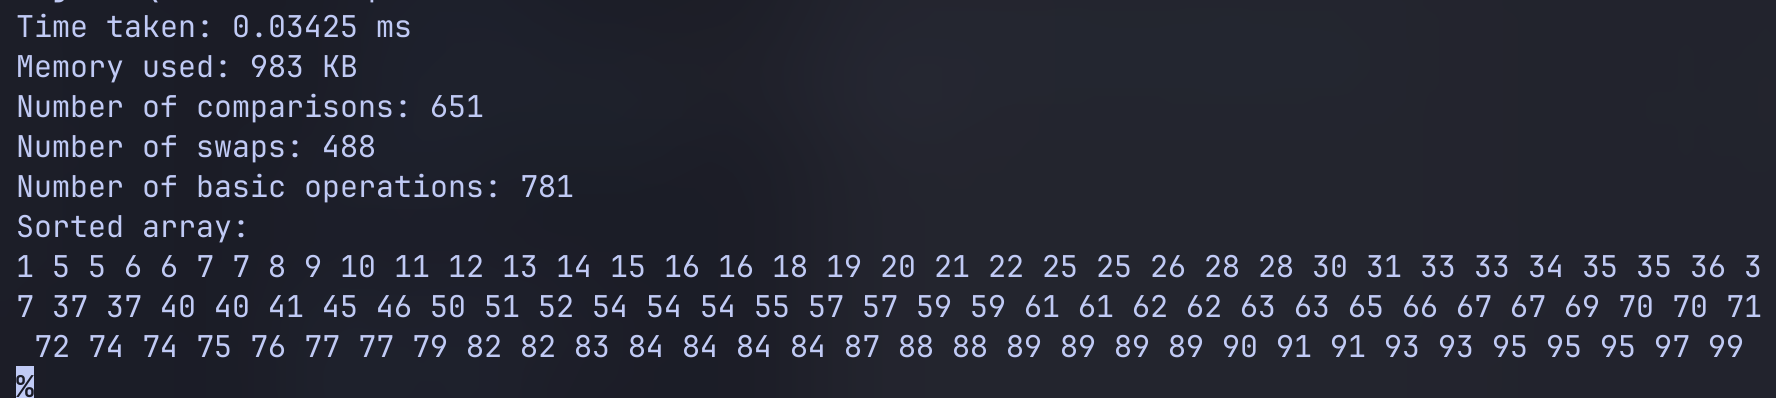 Time taken: 0.03425 ms
Memory used: 983 KB
Number of comparisons: 651
Number of swaps: 488
Number of basic operations: 781
Sorted array:
1 5 5 6 6 7 7 8 9 10 11 12 13 14 15 16 16 18 19 20 21 22 25 25 26 28 28 30 31 33 33 34 35 35 36 3
7 37 37 40 40 41 45 46 50 51 52 54 54 54 55 57 57 59 59 61 61 62 62 63 63 65 66 67 67 69 70 70 71
72 74 74 75 76 77 77 79 82 82 83 84 84 84 84 87 88 88 89 89 89 89 90 91 91 93 93 95 95 95 97 99
%